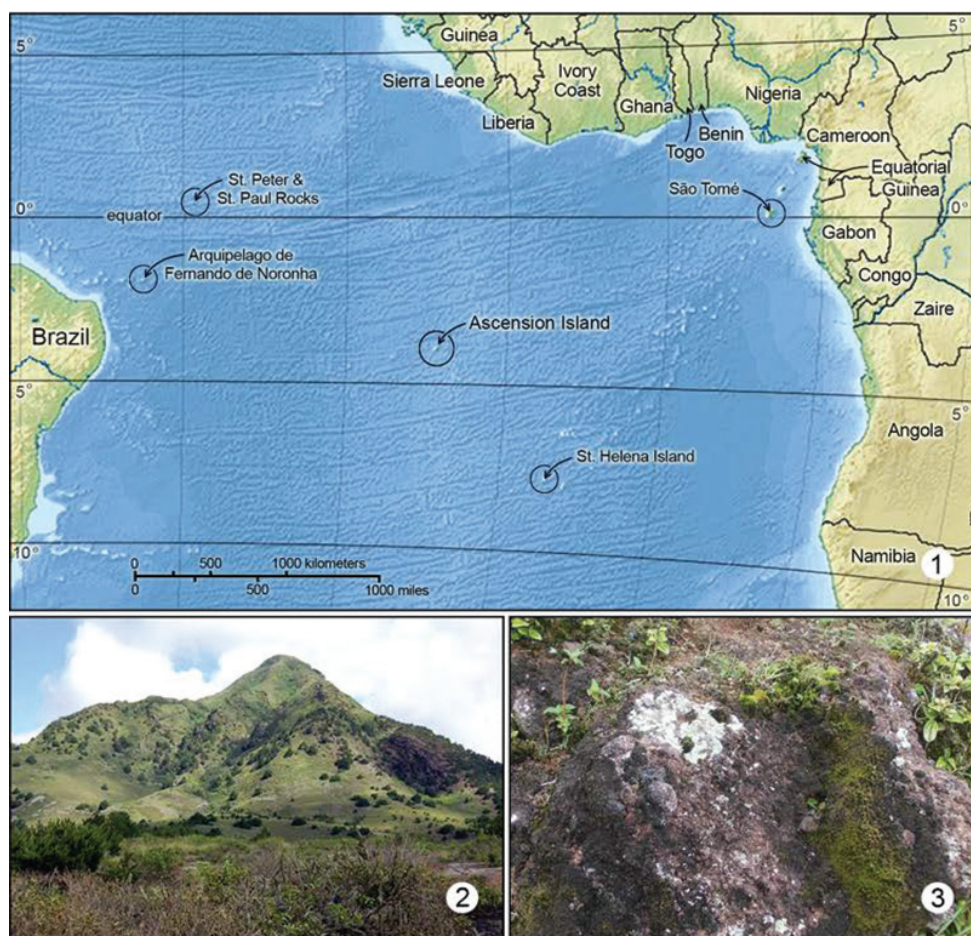 5°
5°
Guinea
Sierra Leone
Ivory
Coast
Ghana
Nigeria
Liberia
Togo
Benin
Cameroon
Equatorial
Guinea
St. Peter &
St. Paul Rocks
São Tomé
0°
equator
0°
Gabon
Arquipelago de
Fernando de Noronha
Congo
Zaire
Brazil
Ascension Island
5°
5°
Angola
St. Helena Island
10°
0 500 1000 kilometers
0 500 1000 miles
Namibia
1
10°
2
3